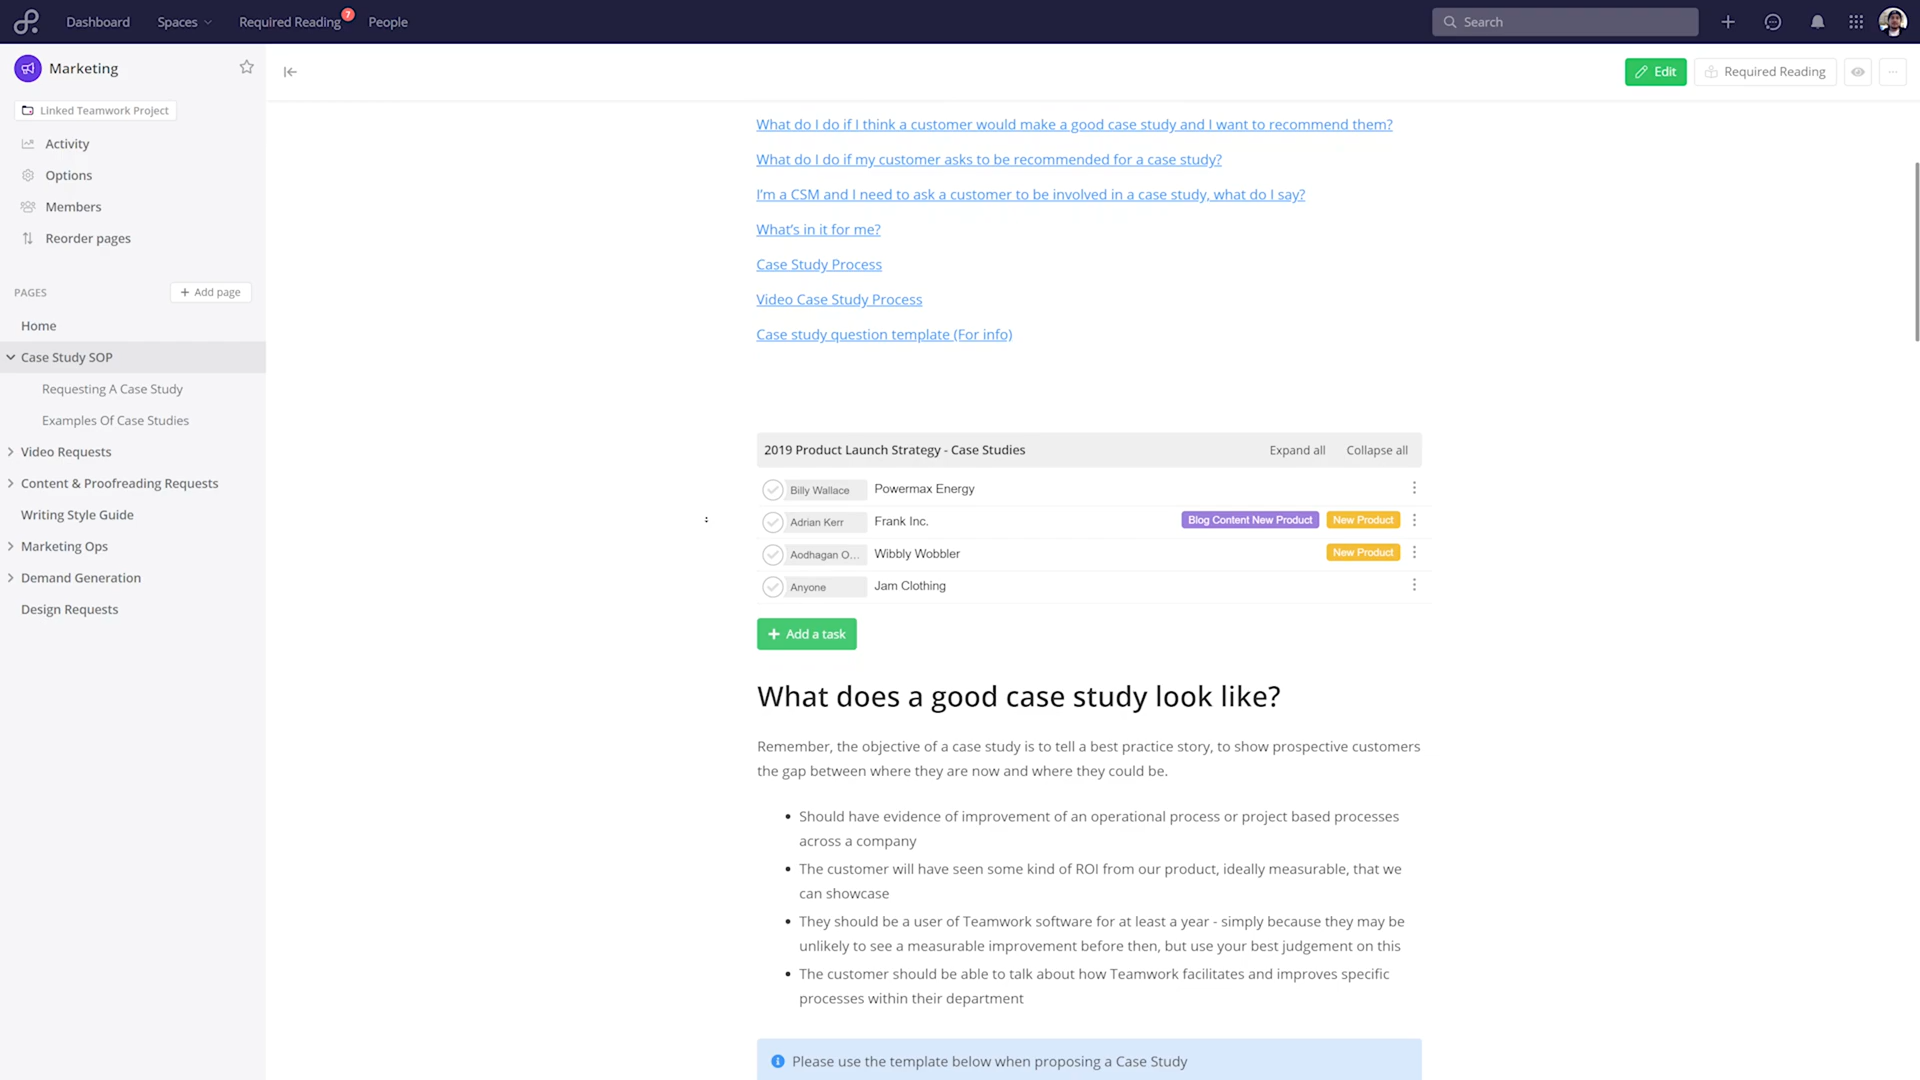 Dashboard
Spaces
Required Reading
7
People
Search
Marketing
Edit
Required Reading
Linked Teamwork Project
Activity
Options
Members
Reorder pages
PAGES
+ Add page
Home
Case Study SOP
Requesting A Case Study
Examples Of Case Studies
Video Requests
Content & Proofreading Requests
Writing Style Guide
Marketing Ops
Demand Generation
Design Requests
What do I do if I think a customer would make a good case study and I want to recommend them?
What do I do if my customer asks to be recommended for a case study?
I'm a CSM and I need to ask a customer to be involved in a case study, what do I say?
What's in it for me?
Case Study Process
Video Case Study Process
Case study question template (For info)
2019 Product Launch Strategy - Case Studies
Expand all
Collapse all
Billy Wallace Powermax Energy
Adrian Kerr Frank Inc. Blog Content New Product New Product
Aodhagan O... Wibbly Wobbler New Product
Anyone Jam Clothing
+ Add a task
What does a good case study look like?
Remember, the objective of a case study is to tell a best practice story, to show prospective customers
the gap between where they are now and where they could be.
• Should have evidence of improvement of an operational process or project based processes
across a company
• The customer will have seen some kind of ROI from our product, ideally measurable, that we
can showcase
• They should be a user of Teamwork software for at least a year - simply because they may be
unlikely to see a measurable improvement before then, but use your best judgement on this
• The customer should be able to talk about how Teamwork facilitates and improves specific
processes within their department
Please use the template below when proposing a Case Study